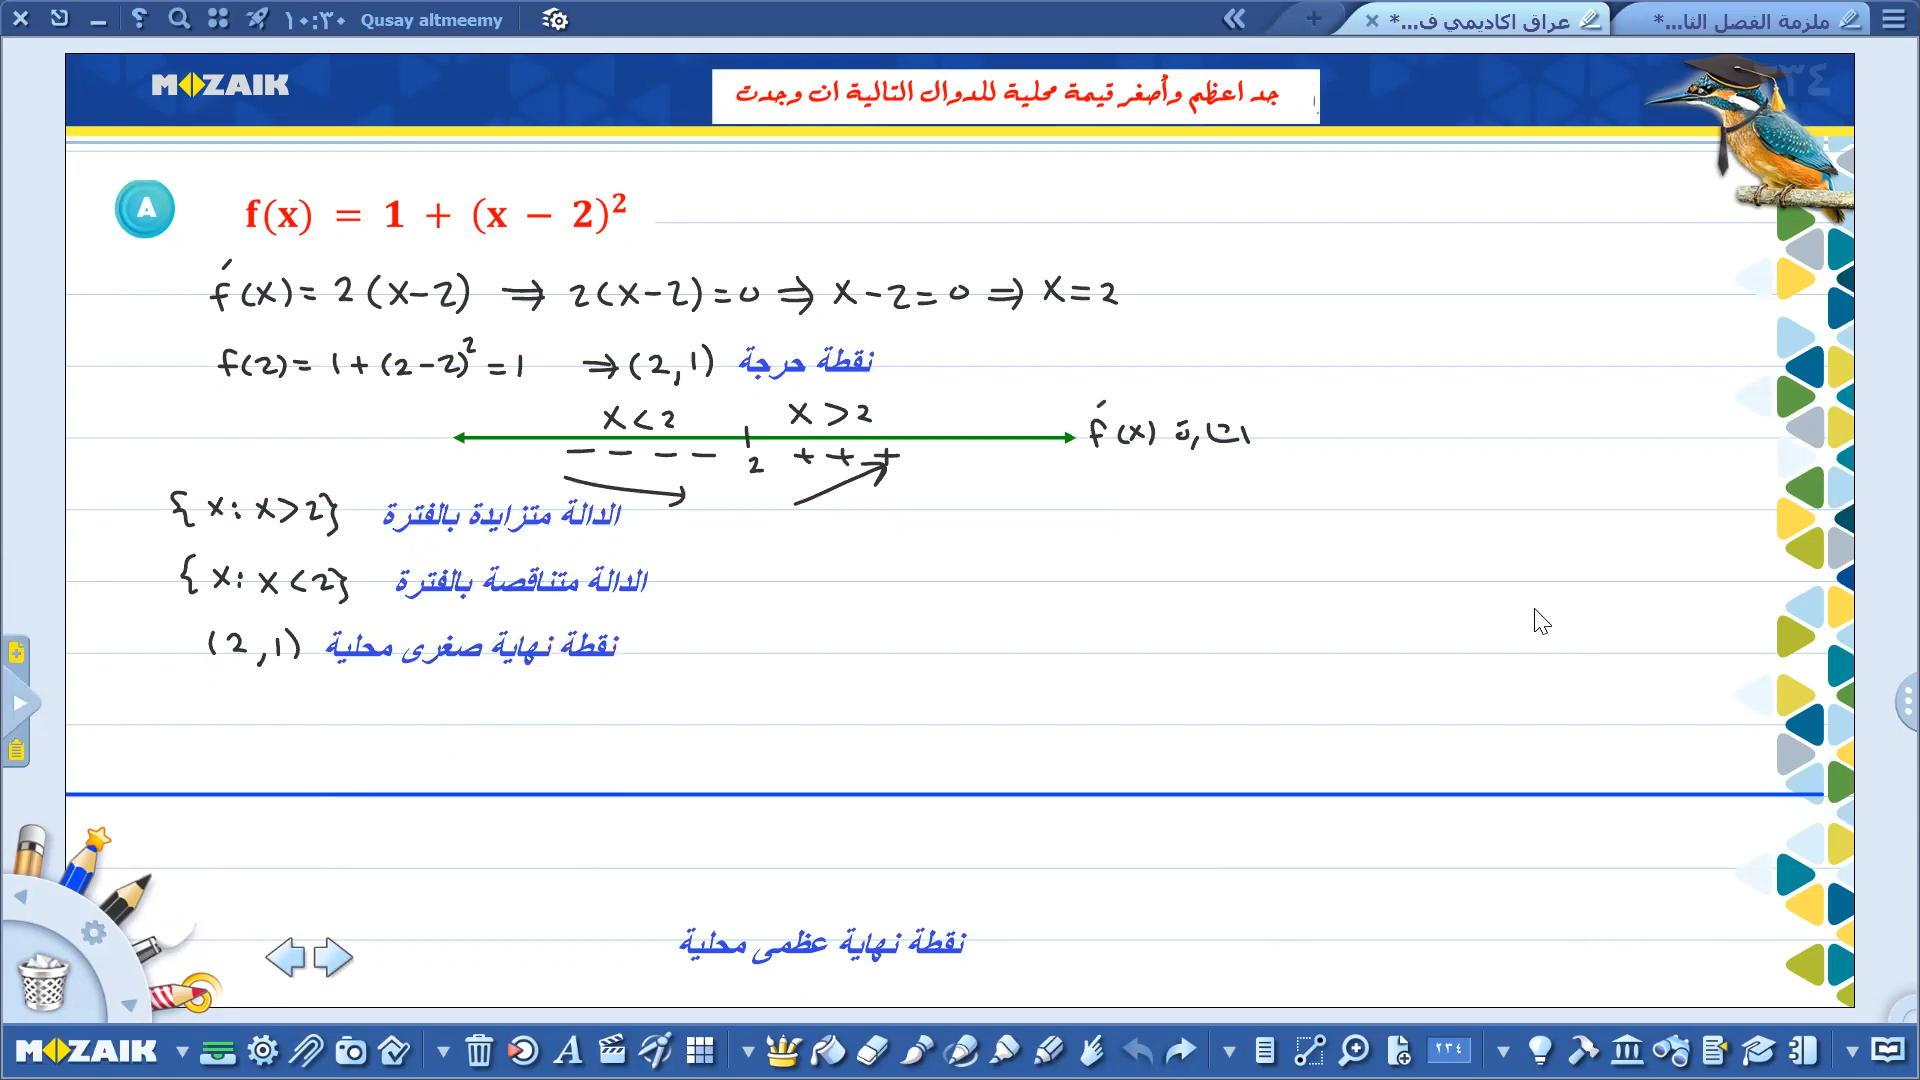 ١٠:٣٠ Qusay altmeemy
عراق اكاديمي ف...*
ملزمة الفصل الثا...*
MOZAIK
جد اعظم وأصغر قيمة محلية للدوال التالية ان وجدت
٢٣٤
A
f(x) = 1 + (x − 2)²
f́(x) = 2(x-2) ⇒ 2(x-2)=0 ⇒ x-2=0 ⇒ x=2
f(2) = 1+(2-2)² = 1 ⇒ (2,1) نقطة حرجة
x<2 x>2
f́(x) اشارة
- - - - 2 + + +
{x: x>2} الدالة متزايدة بالفترة
{x: x<2} الدالة متناقصة بالفترة
(2,1) نقطة نهاية صغرى محلية
نقطة نهاية عظمى محلية
MOZAIK
٢٣٤